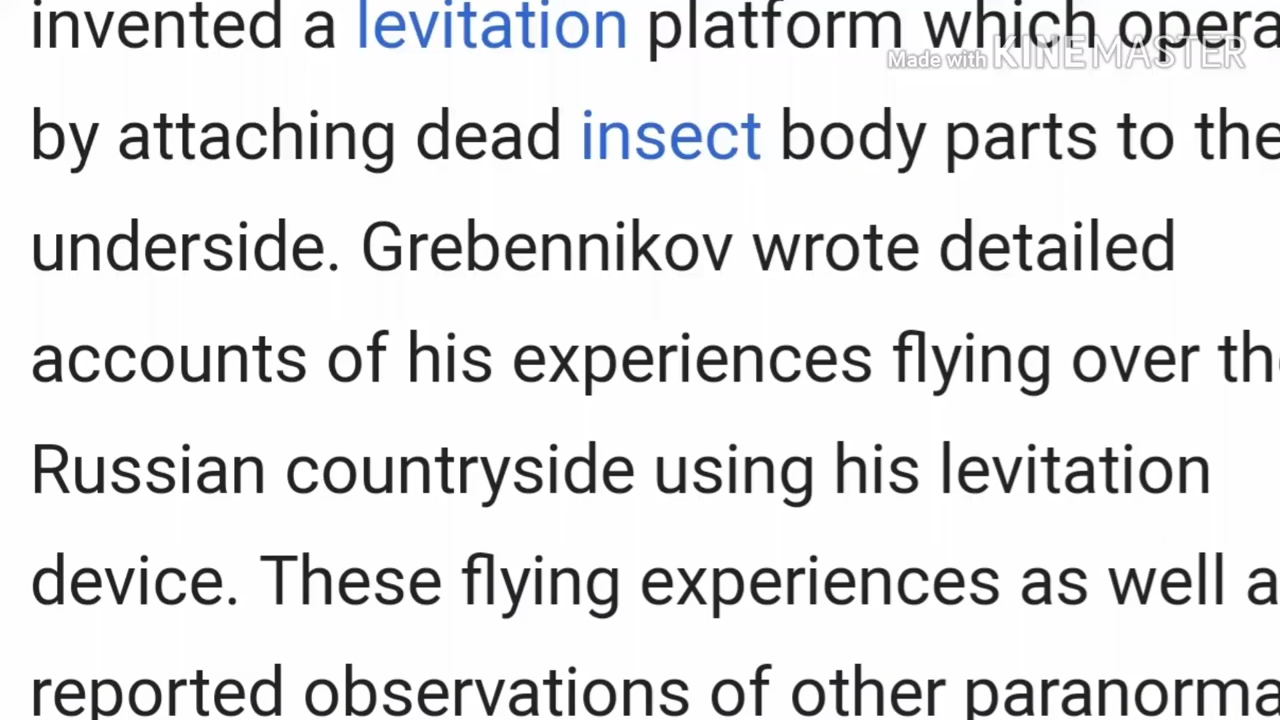 invented a levitation platform which opera
Made with KINEMASTER
by attaching dead insect body parts to the
underside. Grebennikov wrote detailed
accounts of his experiences flying over the
Russian countryside using his levitation
device. These flying experiences as well a
reported observations of other paranorma